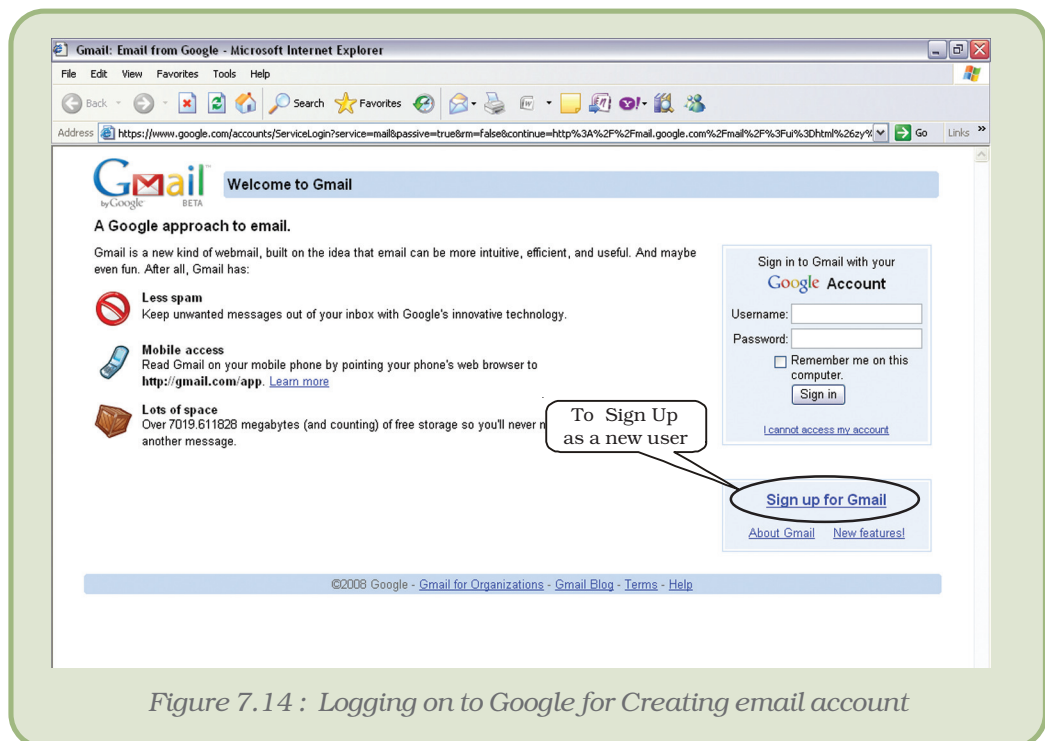 Gmail: Email from Google - Microsoft Internet Explorer
File Edit View Favorites Tools Help
Back Search Favorites
Address https://www.google.com/accounts/ServiceLogin?service=mail&passive=true&rm=false&continue=http%3A%2F%2Fmail.google.com%2Fmail%2F%3Fui%3Dhtml%26zy% Go Links »
Gmail by Google BETA
Welcome to Gmail
A Google approach to email.
Gmail is a new kind of webmail, built on the idea that email can be more intuitive, efficient, and useful. And maybe
even fun. After all, Gmail has:
Less spam
Keep unwanted messages out of your inbox with Google's innovative technology.
Mobile access
Read Gmail on your mobile phone by pointing your phone's web browser to
http://gmail.com/app. Learn more
Lots of space
Over 7019.611828 megabytes (and counting) of free storage so you'll never
another message.
Sign in to Gmail with your
Google Account
Username:
Password:
Remember me on this
computer.
Sign in
I cannot access my account
To Sign Up
as a new user
Sign up for Gmail
About Gmail New features!
©2008 Google - Gmail for Organizations - Gmail Blog - Terms - Help
Figure 7.14 : Logging on to Google for Creating email account